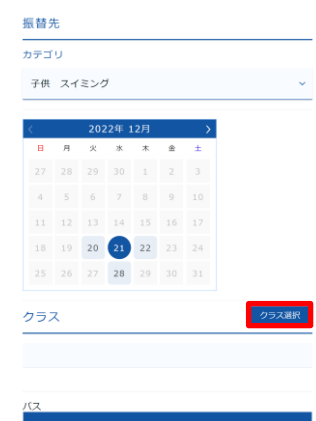 振替先
カテゴリ
子供 スイミング
2022年 12月
日 月 火 水 木 金 土
27 28 29 30 1 2 3
4 5 6 7 8 9 10
11 12 13 14 15 16 17
18 19 20 21 22 23 24
25 26 27 28 29 30 31
クラス
クラス選択
バス